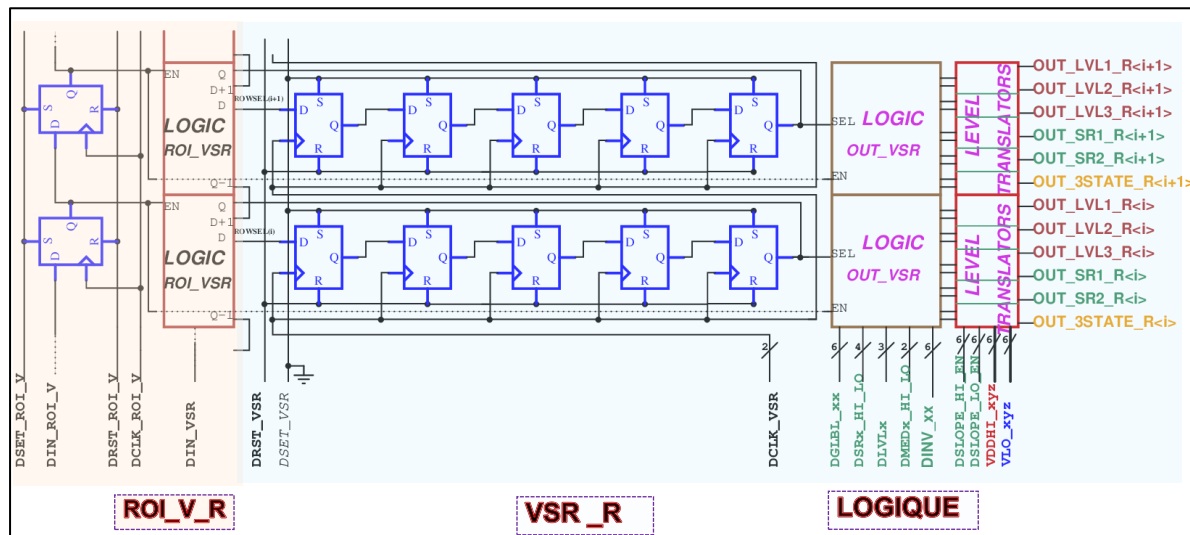 EN
Q
D+1
D
ROWSEL(i+1)
LOGIC
ROI_VSR
Q-1
S
Q
R
D
D
S
Q
R
D
S
Q
R
D
S
Q
R
D
S
Q
R
D
S
Q
R
SEL
LOGIC
OUT_VSR
EN
LEVEL
TRANSLATORS
OUT_LVL1_R<i+1>
OUT_LVL2_R<i+1>
OUT_LVL3_R<i+1>
OUT_SR1_R<i+1>
OUT_SR2_R<i+1>
OUT_3STATE_R<i+1>
EN
Q
D+1
D
ROWSEL(i)
LOGIC
ROI_VSR
Q-1
S
Q
R
D
D
S
Q
R
D
S
Q
R
D
S
Q
R
D
S
Q
R
D
S
Q
R
SEL
LOGIC
OUT_VSR
EN
LEVEL
TRANSLATORS
OUT_LVL1_R<i>
OUT_LVL2_R<i>
OUT_LVL3_R<i>
OUT_SR1_R<i>
OUT_SR2_R<i>
OUT_3STATE_R<i>
2
6
4
3
2
6
6
6
6
6
DSET_ROI_V
DIN_ROI_V
DRST_ROI_V
DCLK_ROI_V
DIN_VSR
DRST_VSR
DSET_VSR
DCLK_VSR
DGLBL_xx
DSRx_HI_LO
DLVLx
DMEDx_HI_LO
DINV_xx
DSLOPE_HI_EN
DSLOPE_LO_EN
VDDHI_xyz
VLO_xyz
ROI_V_R
VSR _R
LOGIQUE